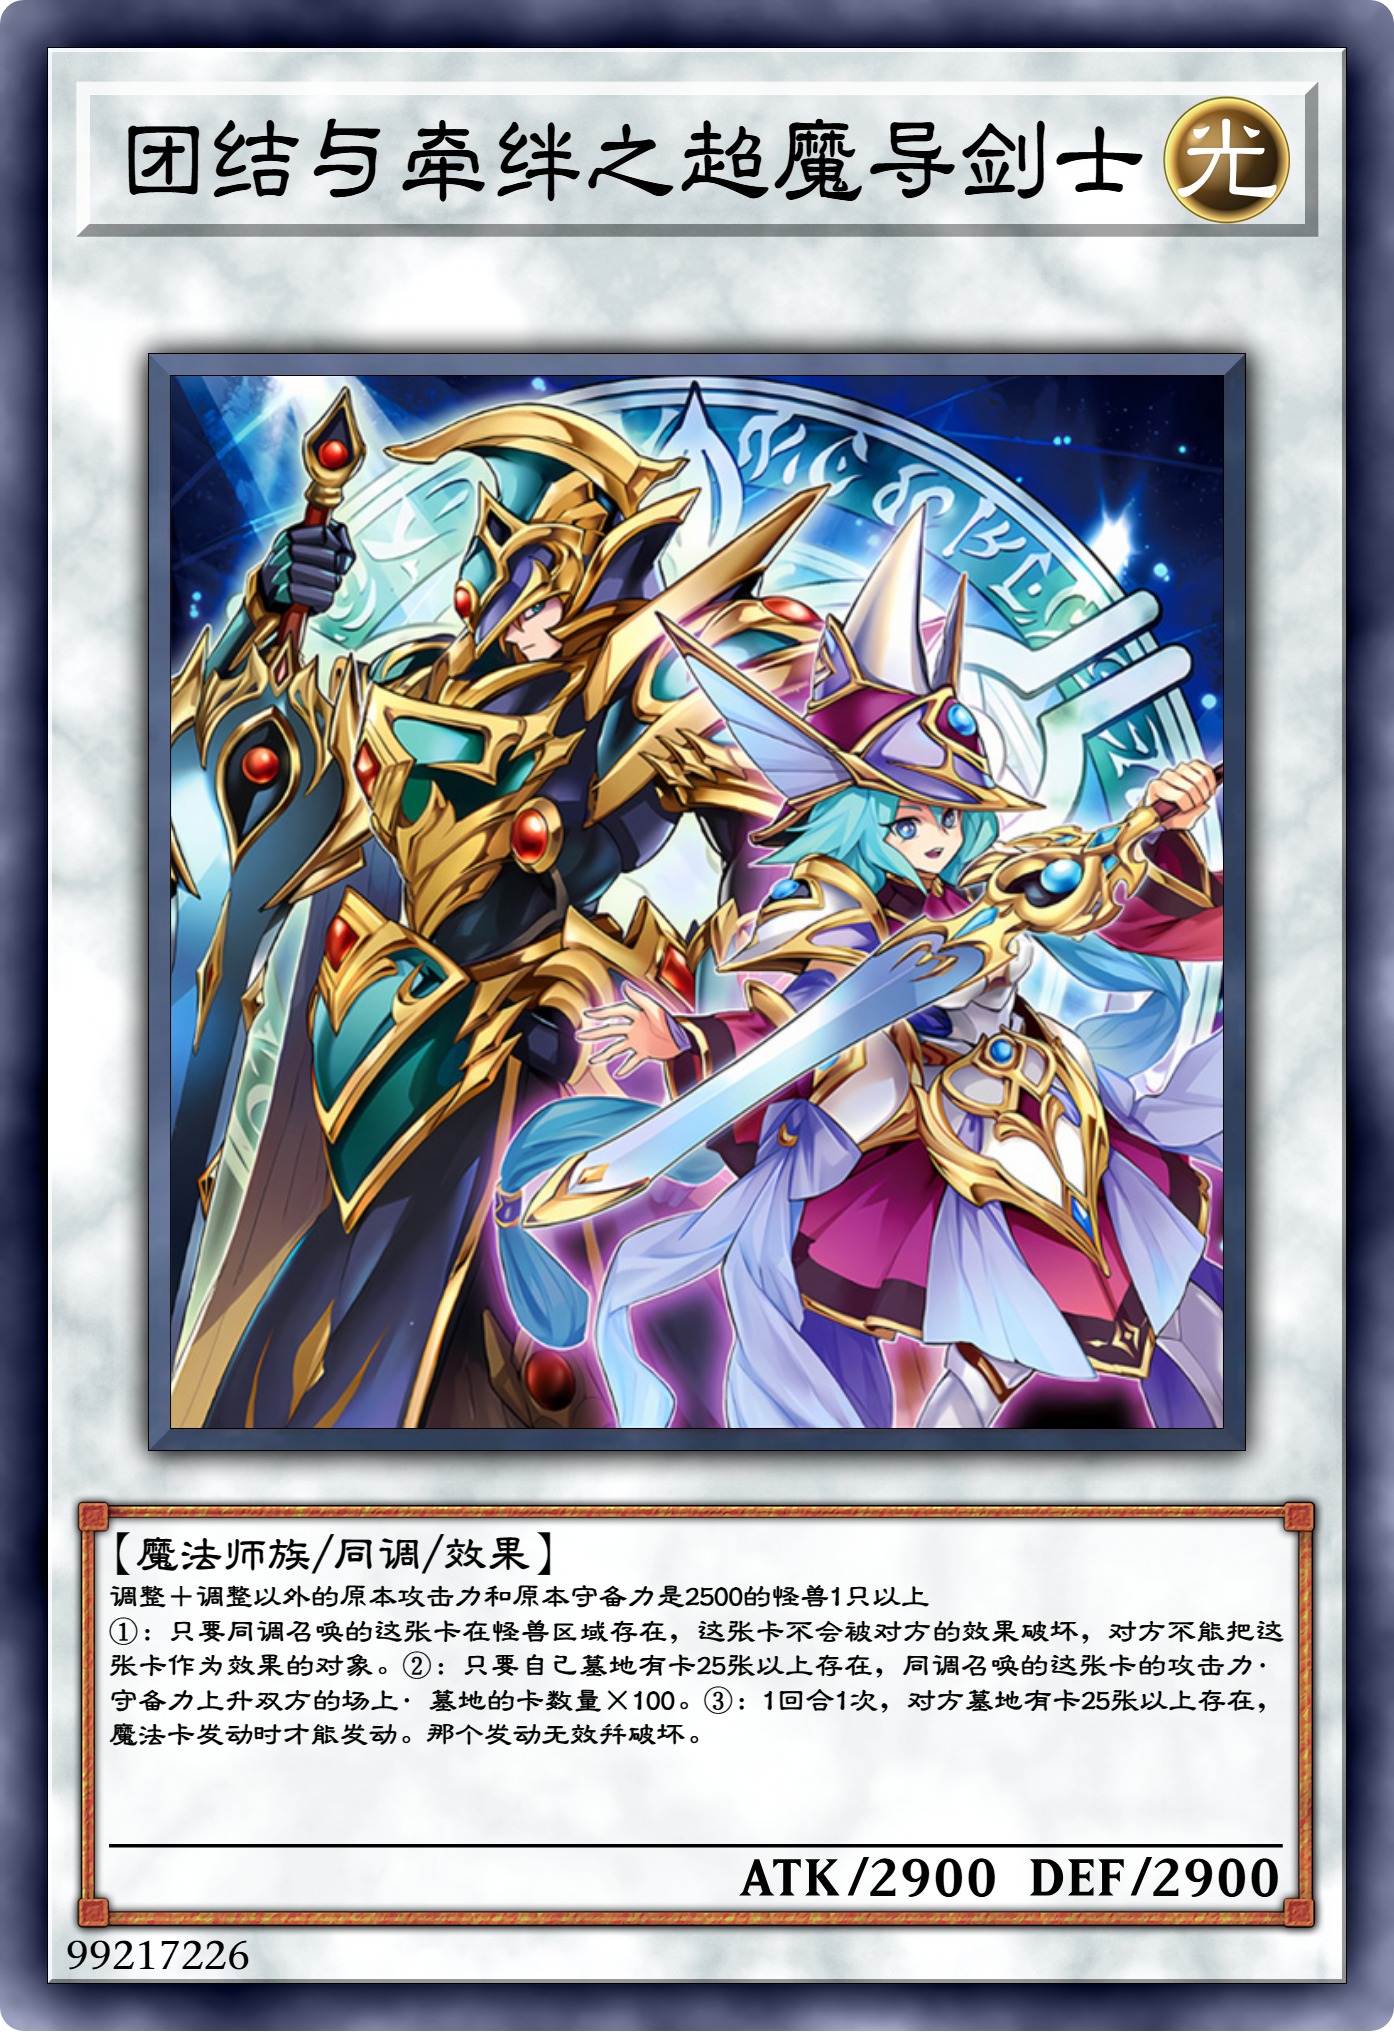 团结与牵绊之超魔导剑士 光
【魔法师族/同调/效果】
调整＋调整以外的原本攻击力和原本守备力是2500的怪兽1只以上
①：只要同调召唤的这张卡在怪兽区域存在，这张卡不会被对方的效果破坏，对方不能把这
张卡作为效果的对象。②：只要自己墓地有卡25张以上存在，同调召唤的这张卡的攻击力·
守备力上升双方的场上·墓地的卡数量×100。③：1回合1次，对方墓地有卡25张以上存在，
魔法卡发动时才能发动。那个发动无效并破坏。
ATK/2900 DEF/2900
99217226